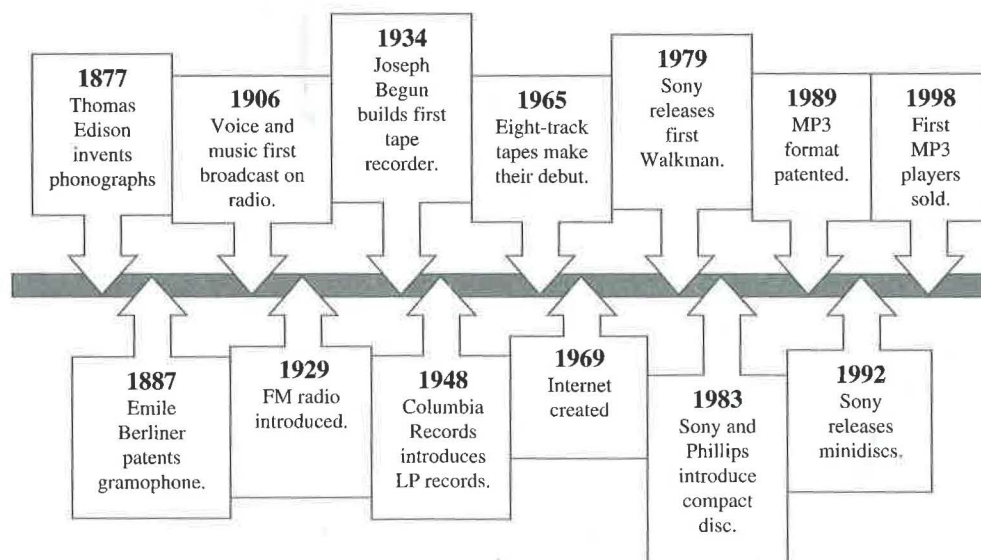 1877
Thomas
Edison
invents
phonographs
1906
Voice and
music first
broadcast on
radio.
1934
Joseph
Begun
builds first
tape
recorder.
1965
Eight-track
tapes make
their debut.
1979
Sony
releases
first
Walkman.
1989
MP3
format
patented.
1998
First
MP3
players
sold.
1887
Emile
Berliner
patents
gramophone.
1929
FM radio
introduced.
1948
Columbia
Records
introduces
LP records.
1969
Internet
created
1983
Sony and
Phillips
introduce
compact
disc.
1992
Sony
releases
minidiscs.